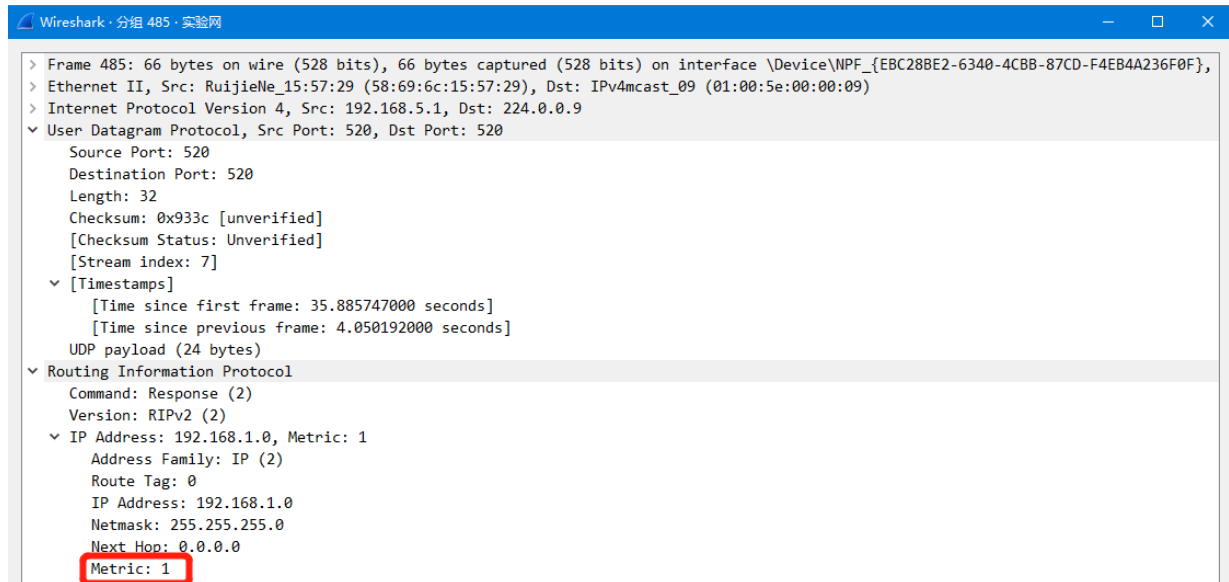 Wireshark · 分组 485 · 实验网
Frame 485: 66 bytes on wire (528 bits), 66 bytes captured (528 bits) on interface \Device\NPF_{EBC28BE2-6340-4CBB-87CD-F4EB4A236F0F},
Ethernet II, Src: RuijieNe_15:57:29 (58:69:6c:15:57:29), Dst: IPv4mcast_09 (01:00:5e:00:00:09)
Internet Protocol Version 4, Src: 192.168.5.1, Dst: 224.0.0.9
User Datagram Protocol, Src Port: 520, Dst Port: 520
Source Port: 520
Destination Port: 520
Length: 32
Checksum: 0x933c [unverified]
[Checksum Status: Unverified]
[Stream index: 7]
[Timestamps]
[Time since first frame: 35.885747000 seconds]
[Time since previous frame: 4.050192000 seconds]
UDP payload (24 bytes)
Routing Information Protocol
Command: Response (2)
Version: RIPv2 (2)
IP Address: 192.168.1.0, Metric: 1
Address Family: IP (2)
Route Tag: 0
IP Address: 192.168.1.0
Netmask: 255.255.255.0
Next Hop: 0.0.0.0
Metric: 1